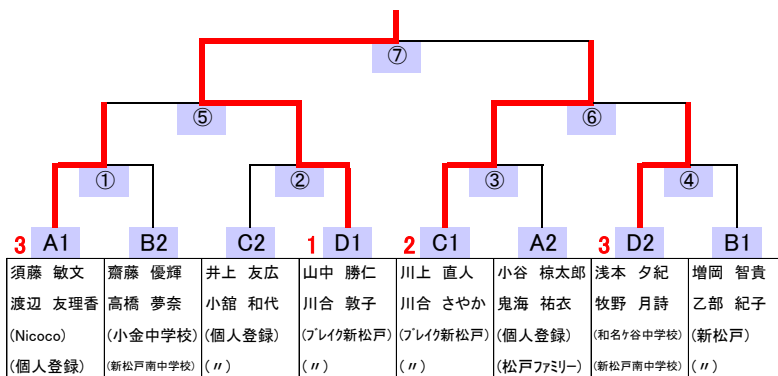 ⑦
⑤ ⑥
① ② ③ ④
3 A1 B2 C2 1 D1 2 C1 A2 3 D2 B1
須藤 敏文 齋藤 優輝 井上 友広 山中 勝仁 川上 直人 小谷 椋太郎 浅本 夕紀 増岡 智貴
渡辺 友理香 高橋 夢奈 小舘 和代 川合 敦子 川合 さやか 鬼海 祐衣 牧野 月詩 乙部 紀子
(Nicoco) (小金中学校) (個人登録) (ブレイク新松戸) (ブレイク新松戸) (個人登録) (和名ケ谷中学校) (新松戸)
(個人登録) (新松戸南中学校) (〃) (〃) (〃) (松戸ファミリー) (新松戸南中学校) (〃)